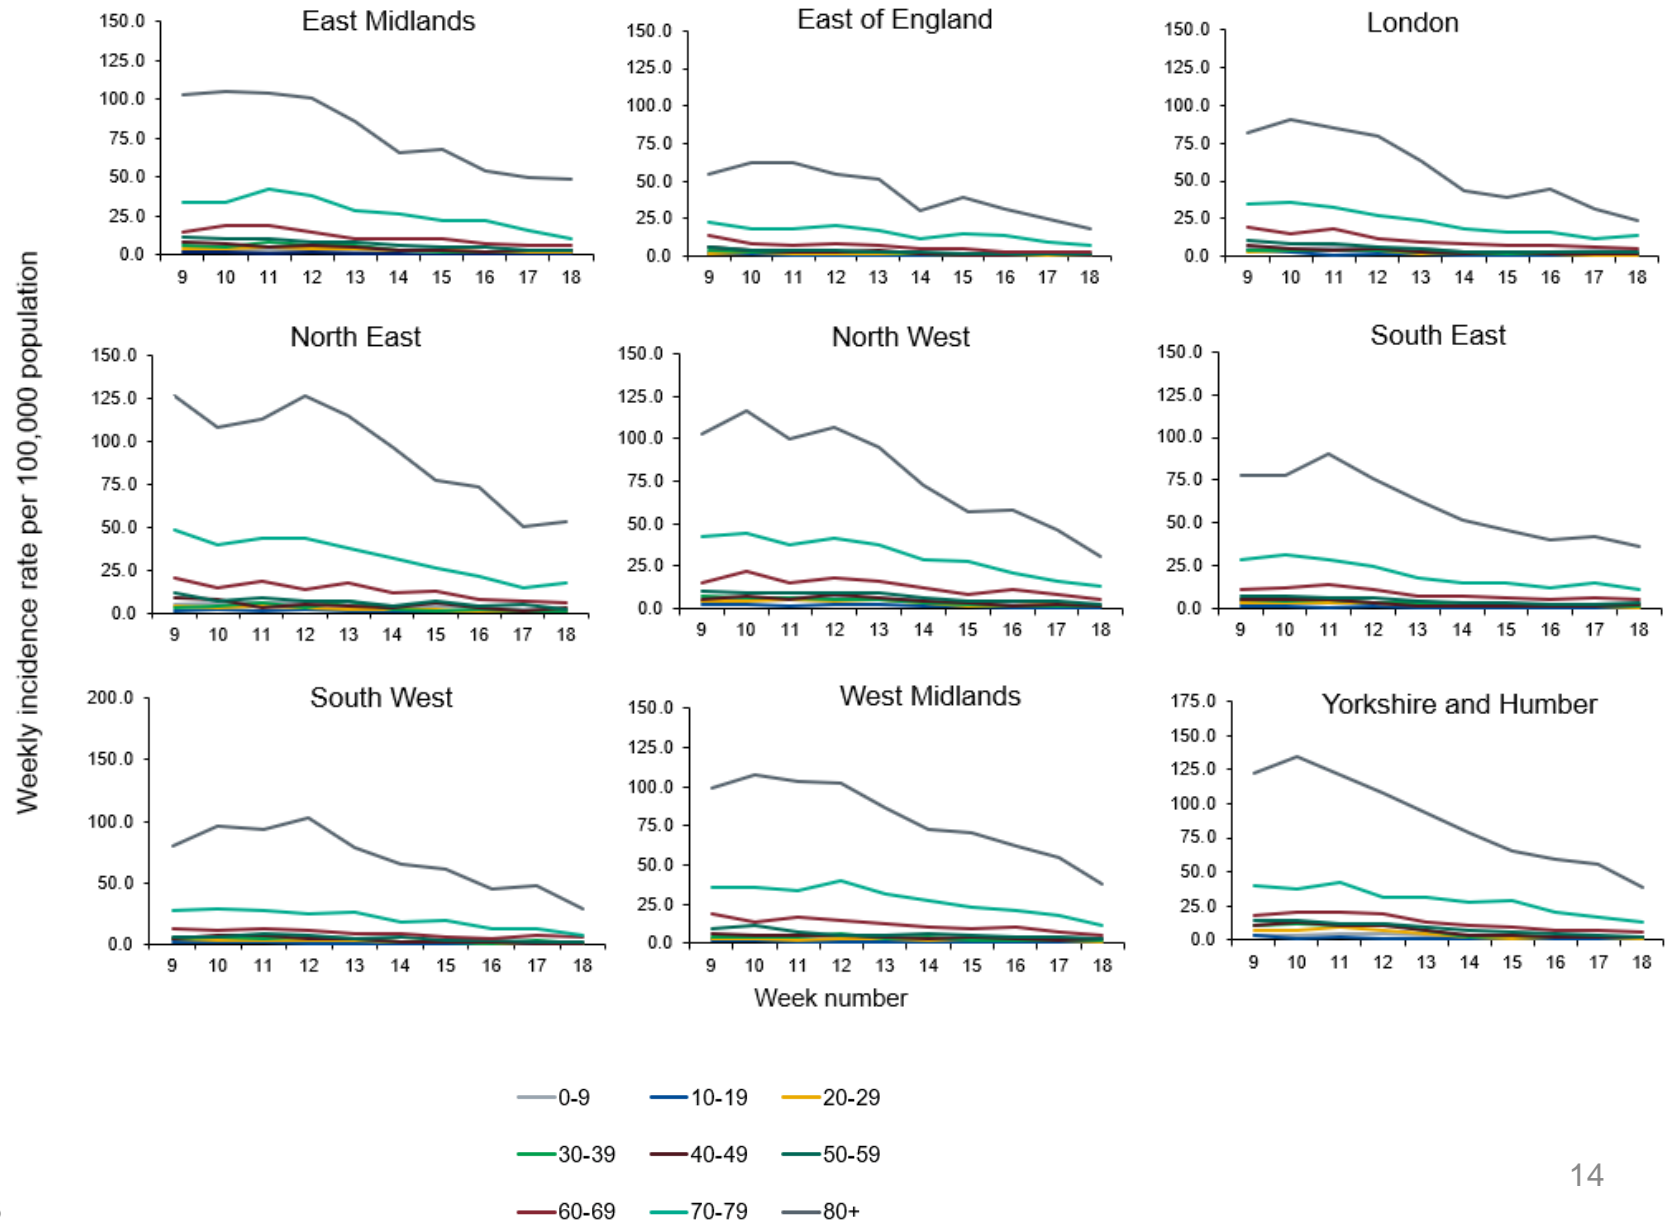 East Midlands
150.0
125.0
100.0
75.0
50.0
25.0
0.0
9 10 11 12 13 14 15 16 17 18
East of England
150.0
125.0
100.0
75.0
50.0
25.0
0.0
9 10 11 12 13 14 15 16 17 18
London
150.0
125.0
100.0
75.0
50.0
25.0
0.0
9 10 11 12 13 14 15 16 17 18
Weekly incidence rate per 100,000 population
North East
150.0
125.0
100.0
75.0
50.0
25.0
0.0
9 10 11 12 13 14 15 16 17 18
North West
150.0
125.0
100.0
75.0
50.0
25.0
0.0
9 10 11 12 13 14 15 16 17 18
South East
150.0
125.0
100.0
75.0
50.0
25.0
0.0
9 10 11 12 13 14 15 16 17 18
South West
200.0
150.0
100.0
50.0
0.0
9 10 11 12 13 14 15 16 17 18
West Midlands
150.0
125.0
100.0
75.0
50.0
25.0
0.0
9 10 11 12 13 14 15 16 17 18
Yorkshire and Humber
175.0
150.0
125.0
100.0
75.0
50.0
25.0
0.0
9 10 11 12 13 14 15 16 17 18
Week number
0-9 10-19 20-29
30-39 40-49 50-59
60-69 70-79 80+
14